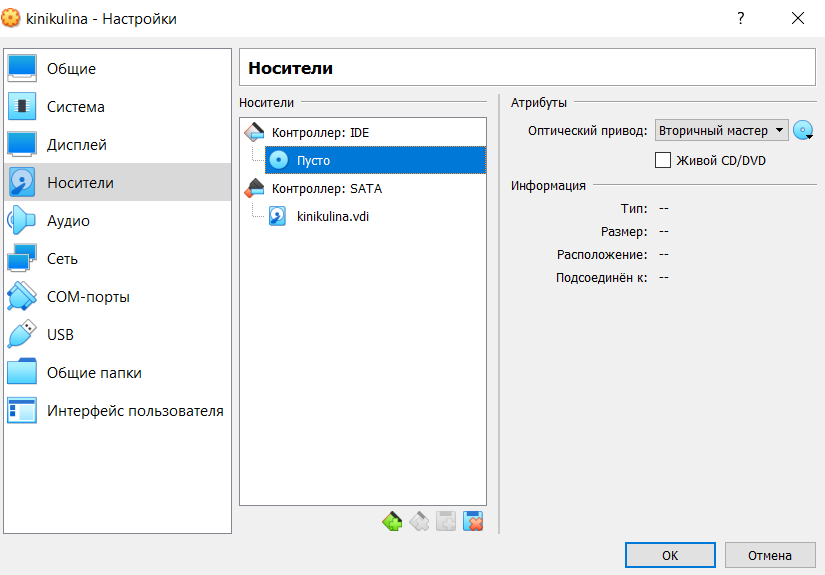 kinikulina - Настройки
?
Общие
Система
Дисплей
Носители
Аудио
Сеть
COM-порты
USB
Общие папки
Интерфейс пользователя
Носители
Носители
Контроллер: IDE
Пусто
Контроллер: SATA
kinikulina.vdi
Атрибуты
Оптический привод: Вторичный мастер
Живой CD/DVD
Информация
Тип: --
Размер: --
Расположение: --
Подсоединён к: --
OK
Отмена